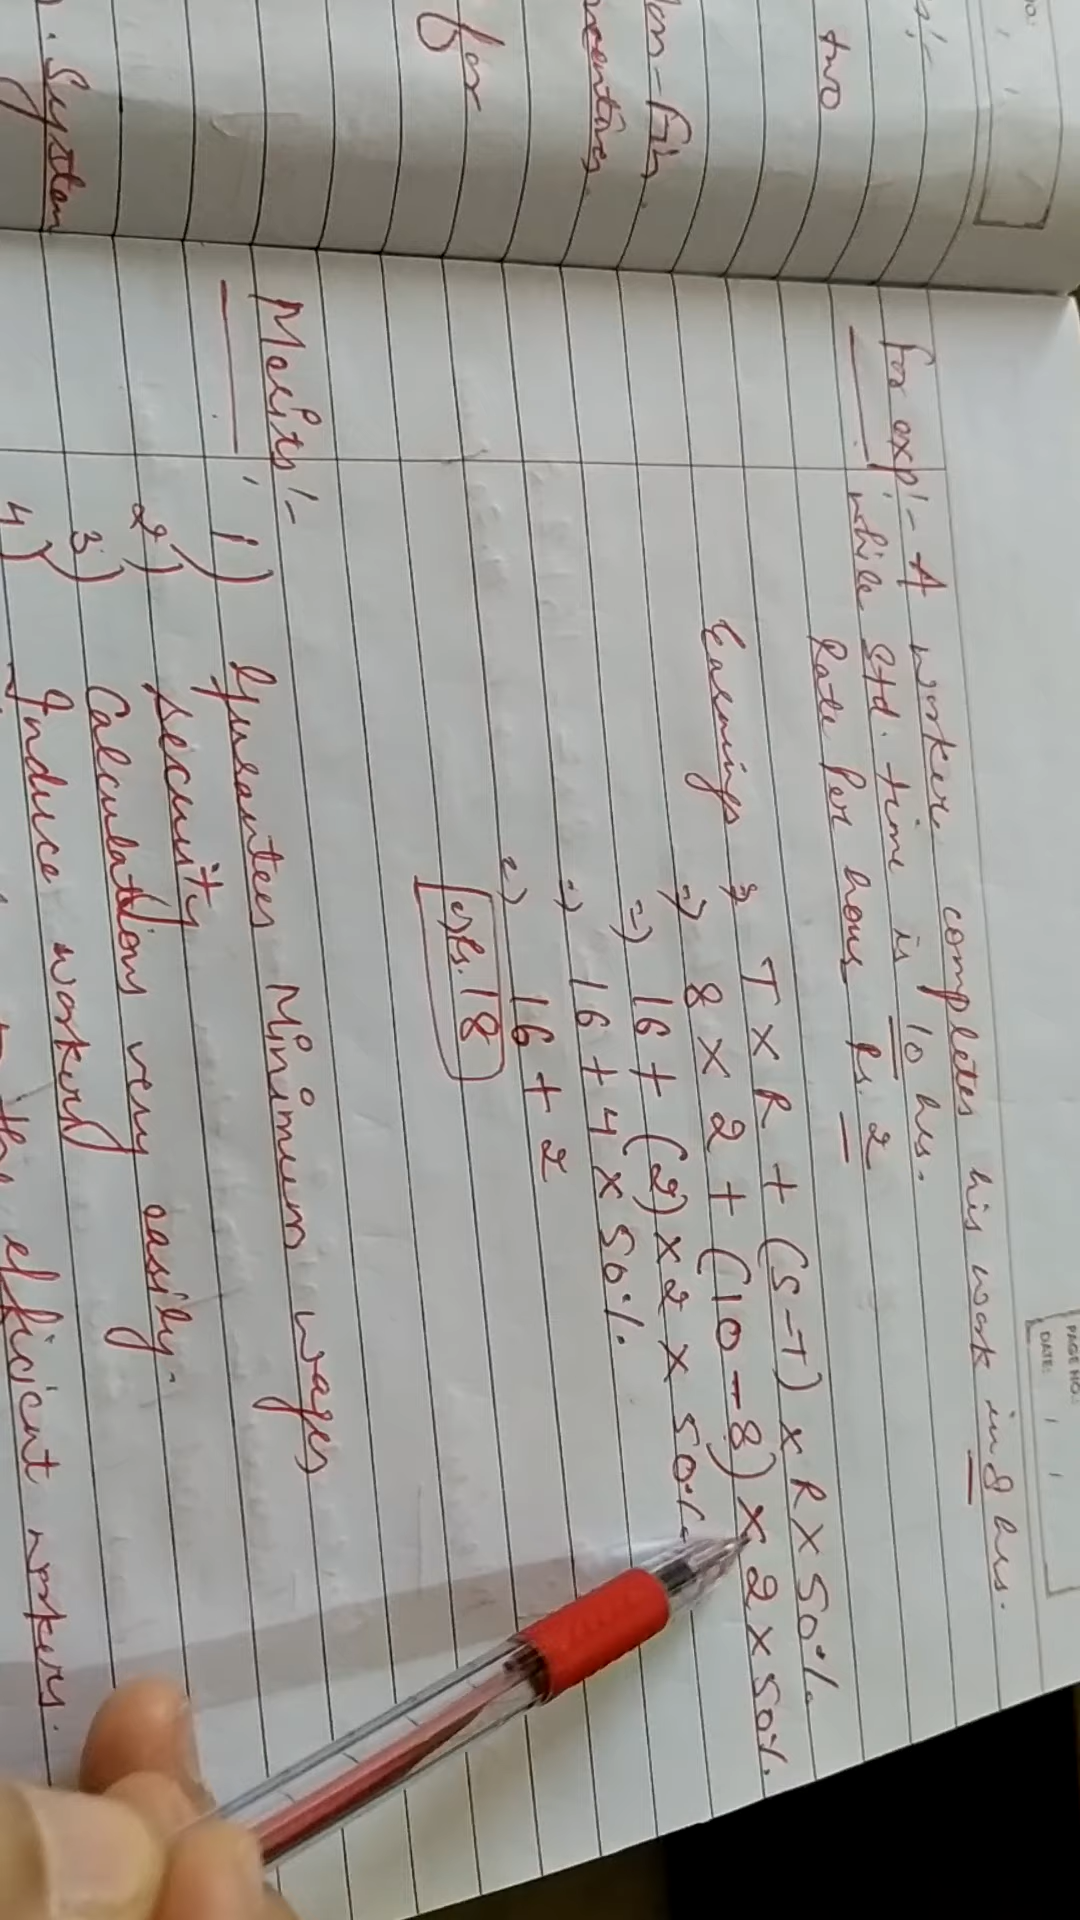 PAGE NO.:
DATE:
for exp:- A worker completes his work in 8 hrs.
while Std. time is 10 hrs.
Rate Per hour Rs. 2
Earnings => T X R + (S-T) x R X 50%.
=) 8 X 2 + (10-8) x 2 x 50%.
=) 16 + (2) x 2 x 50%.
=) 16 + 4 x 50%.
=) 16 + 2
Rs. 18
Merits:-
1) Gurantees Minimum wages
2) security
3) Calculations very easily.
4) Induce workers
efficient workers.
two
for
System